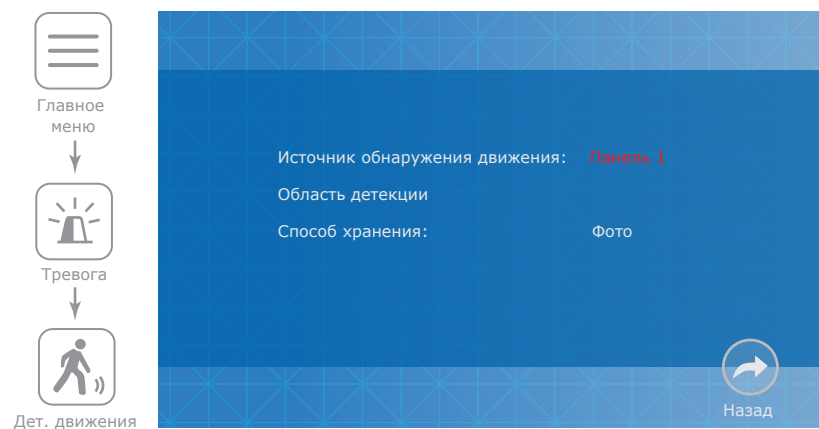 Главное
меню
Тревога
Дет. движения
Источник обнаружения движения: Панель 1
Область детекции
Способ хранения: Фото
Назад